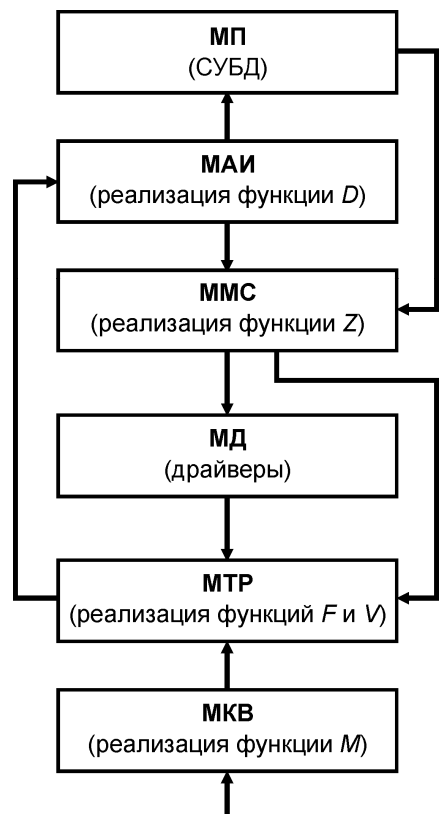 МП
(СУБД)
МАИ
(реализация функции D)
ММС
(реализация функции Z)
МД
(драйверы)
МТР
(реализация функций F и V)
МКВ
(реализация функции M)